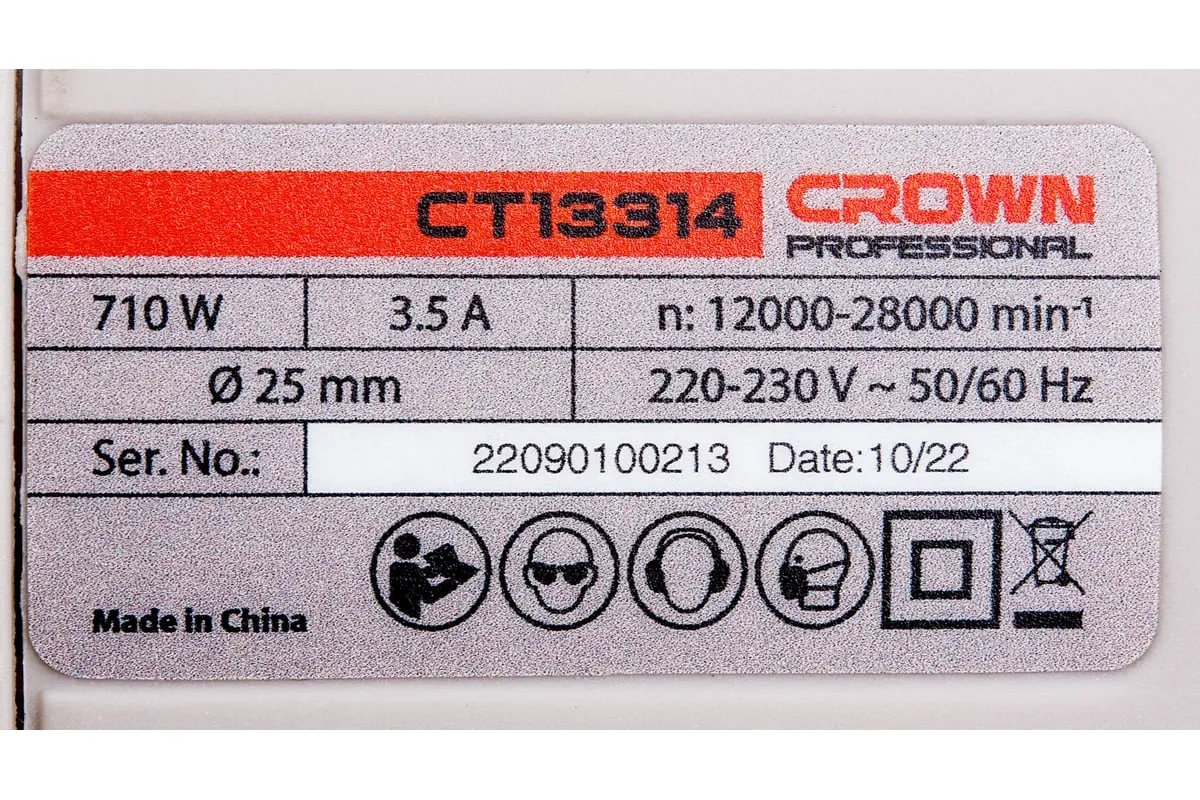 CT13314 CROWN
PROFESSIONAL
710 W 3.5 A n: 12000-28000 min⁻¹
Ø 25 mm 220-230 V ~ 50/60 Hz
Ser. No.: 22090100213 Date:10/22
Made in China